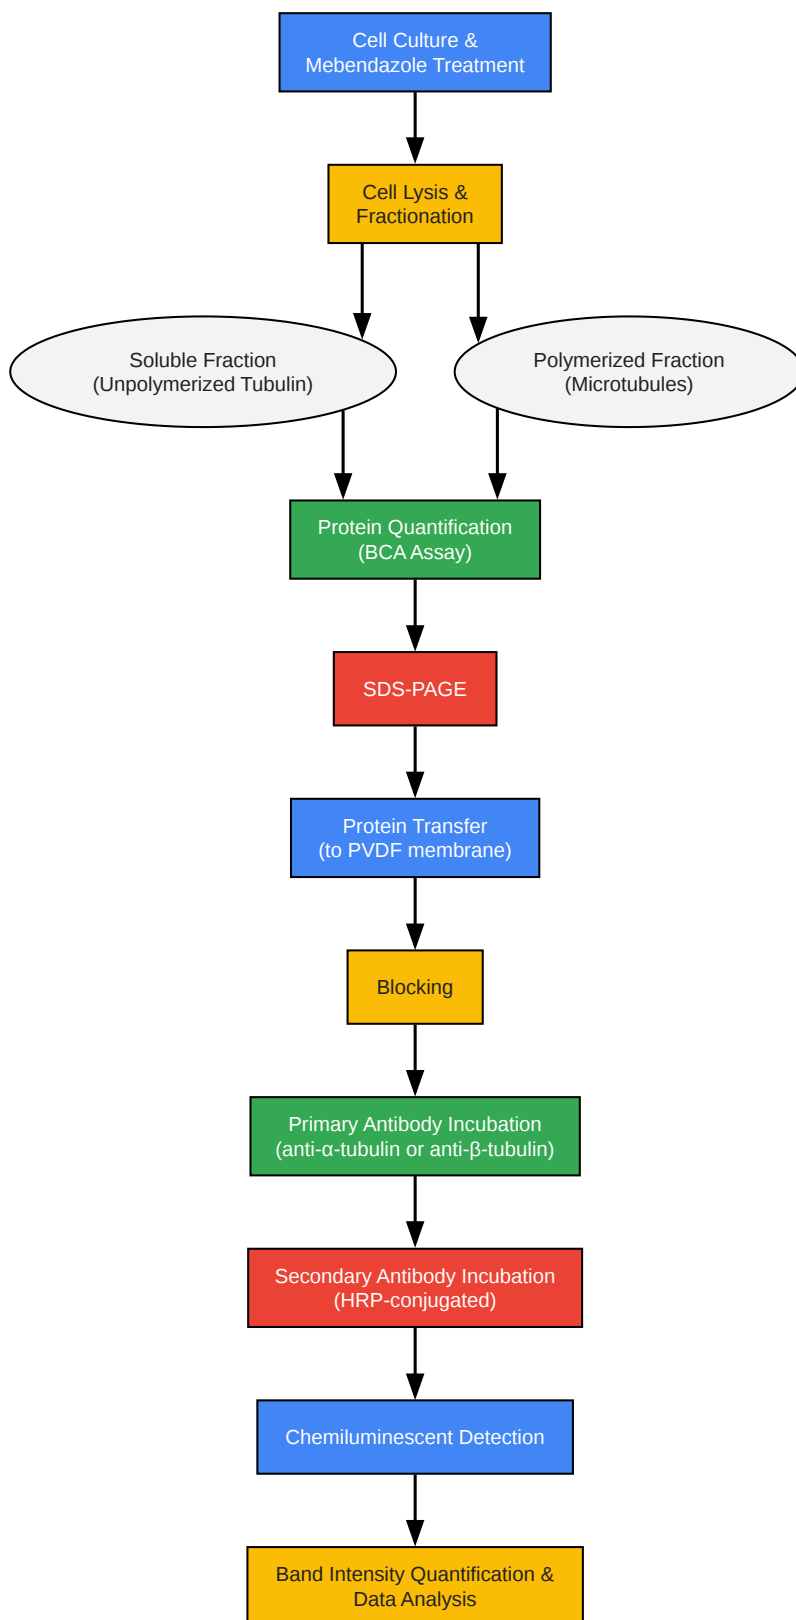 Cell Culture &
Mebendazole Treatment
Cell Lysis &
Fractionation
Soluble Fraction
(Unpolymerized Tubulin)
Polymerized Fraction
(Microtubules)
Protein Quantification
(BCA Assay)
SDS-PAGE
Protein Transfer
(to PVDF membrane)
Blocking
Primary Antibody Incubation
(anti-α-tubulin or anti-β-tubulin)
Secondary Antibody Incubation
(HRP-conjugated)
Chemiluminescent Detection
Band Intensity Quantification &
Data Analysis